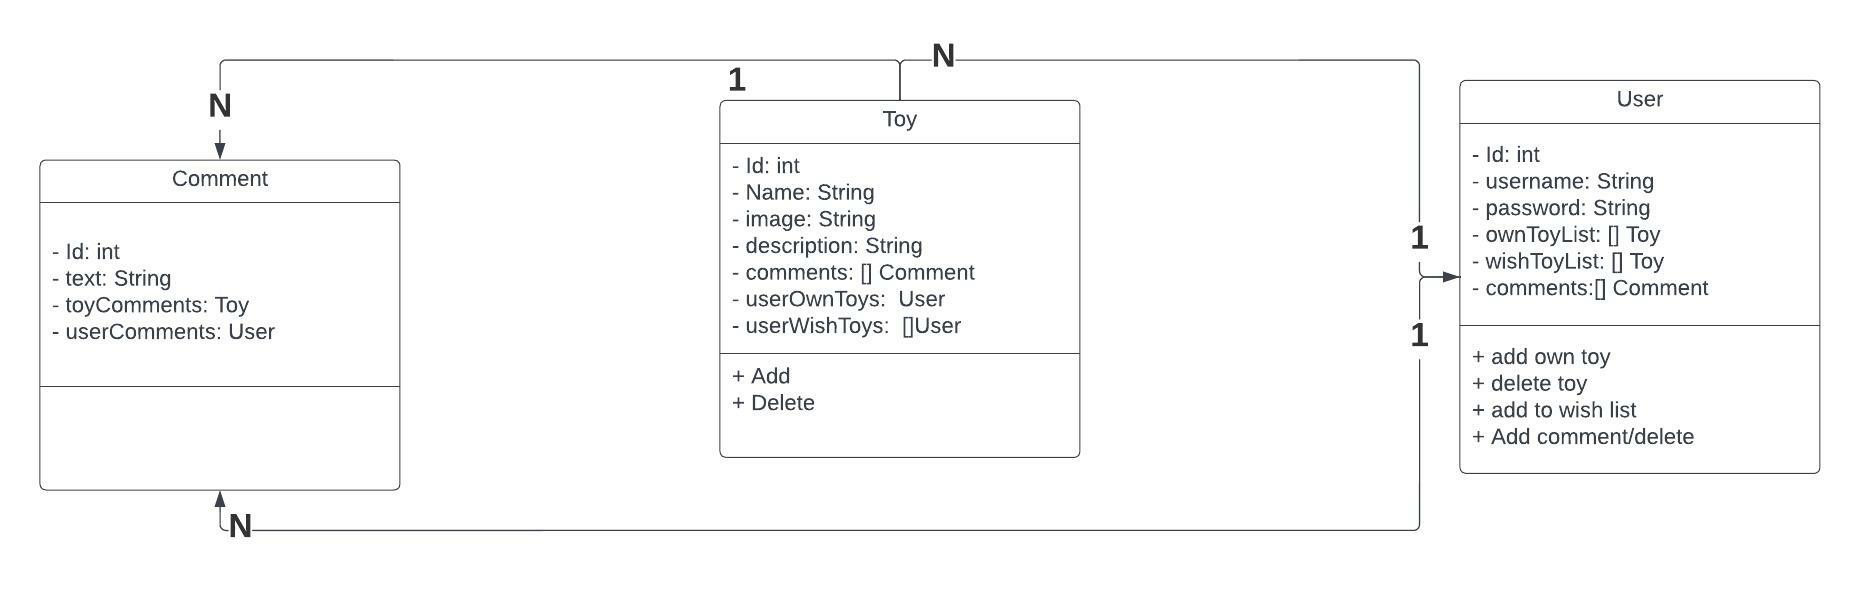 N
1
N
Comment
- Id: int
- text: String
- toyComments: Toy
- userComments: User
N
Toy
- Id: int
- Name: String
- image: String
- description: String
- comments: [] Comment
- userOwnToys:  User
- userWishToys:  []User
+ Add
+ Delete
1
1
User
- Id: int
- username: String
- password: String
- ownToyList: [] Toy
- wishToyList: [] Toy
- comments:[] Comment
+ add own toy
+ delete toy
+ add to wish list
+ Add comment/delete